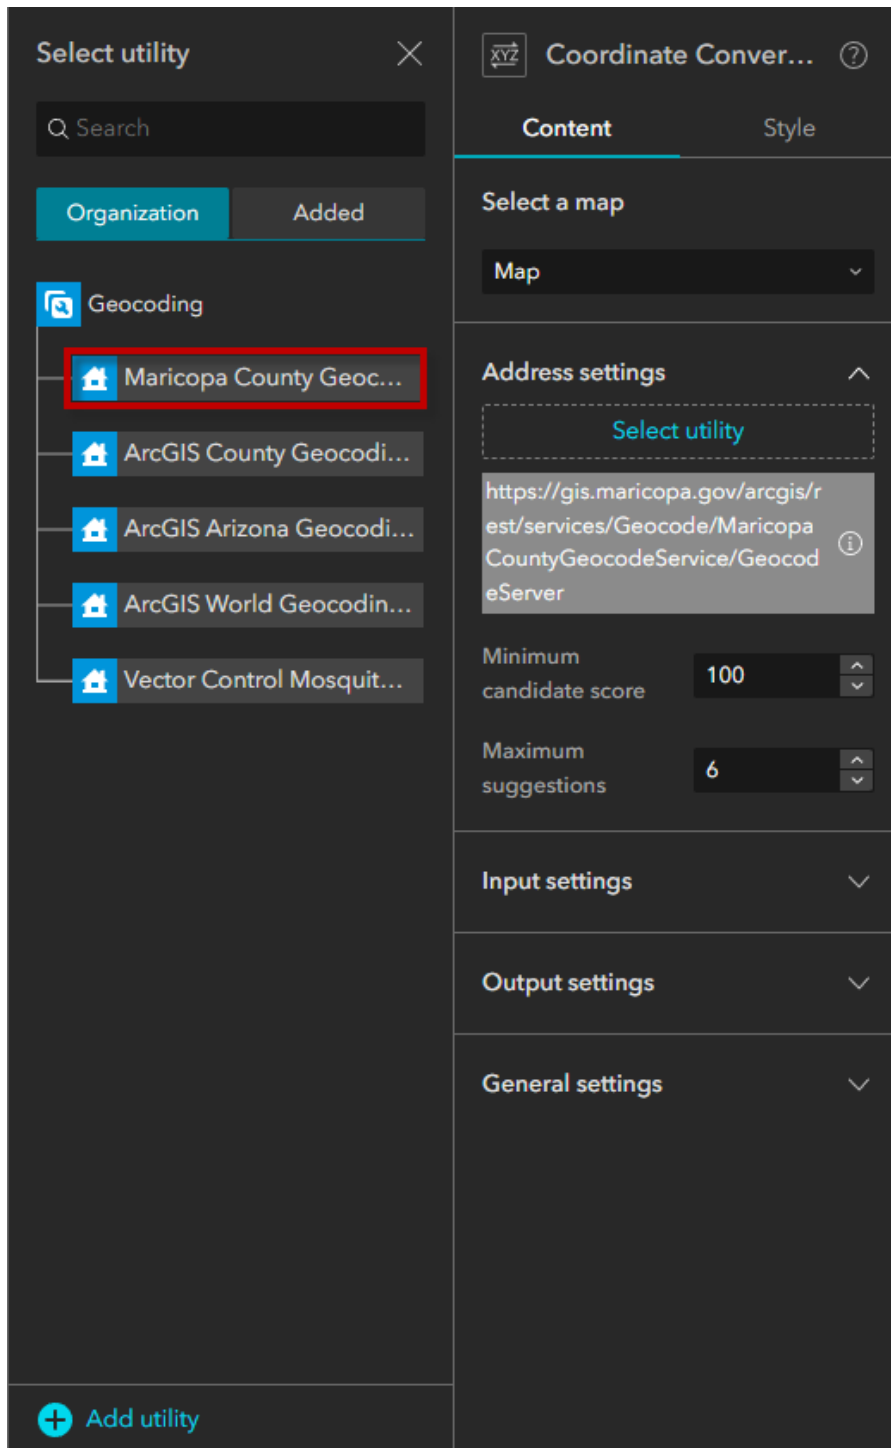 Select utility
Search
Organization
Added
Geocoding
Maricopa County Geoc...
ArcGIS County Geocodi...
ArcGIS Arizona Geocodi...
ArcGIS World Geocodin...
Vector Control Mosquit...
Add utility
XYZ
Coordinate Conver...
Content
Style
Select a map
Map
Address settings
Select utility
https://gis.maricopa.gov/arcgis/r
est/services/Geocode/Maricopa
CountyGeocodeService/Geocod
eServer
Minimum
candidate score
100
Maximum
suggestions
6
Input settings
Output settings
General settings